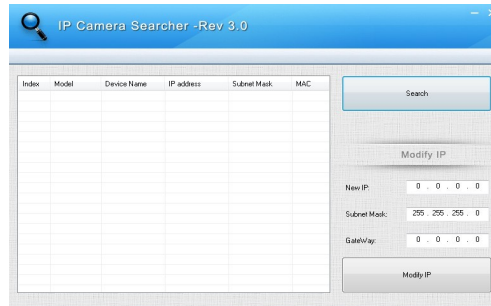 IP Camera Searcher -Rev 3.0
Index Model Device Name IP address Subnet Mask MAC
Search
Modify IP
New IP: 0 . 0 . 0 . 0
Subnet Mask: 255 . 255 . 255 . 0
GateWay: 0 . 0 . 0 . 0
Modify IP